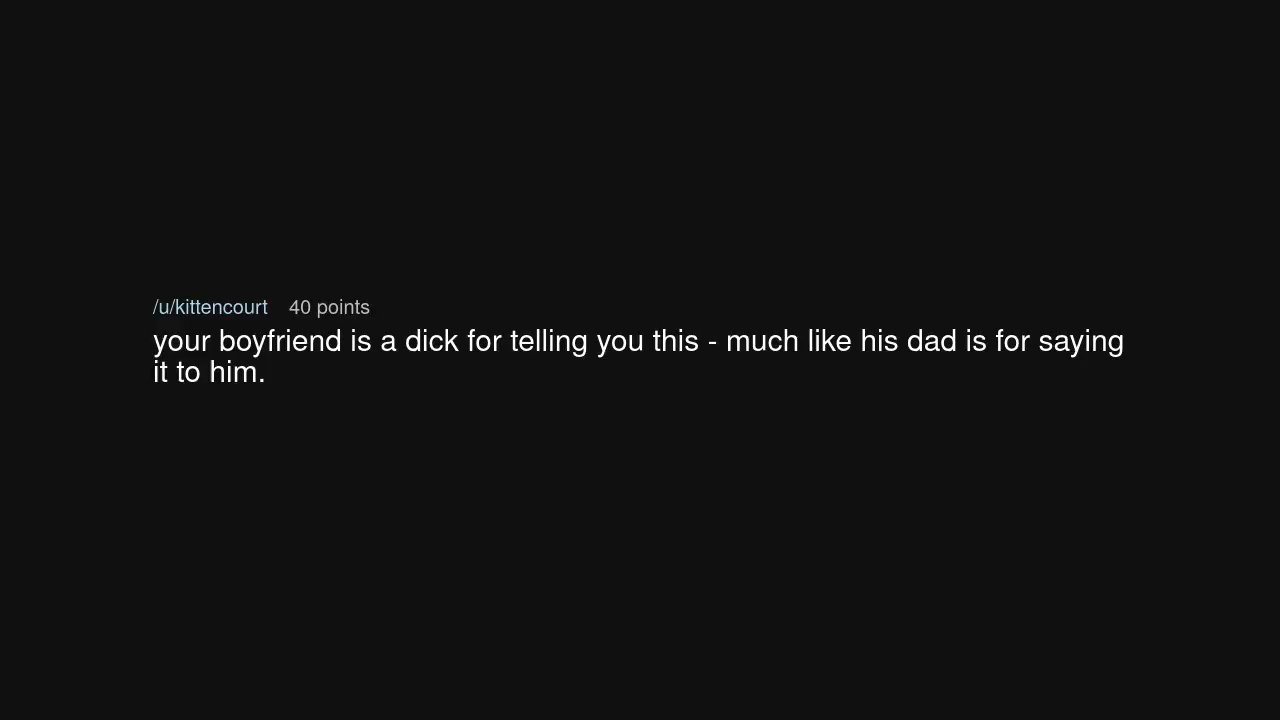 /u/kittencourt 40 points
your boyfriend is a dick for telling you this - much like his dad is for saying
it to him.